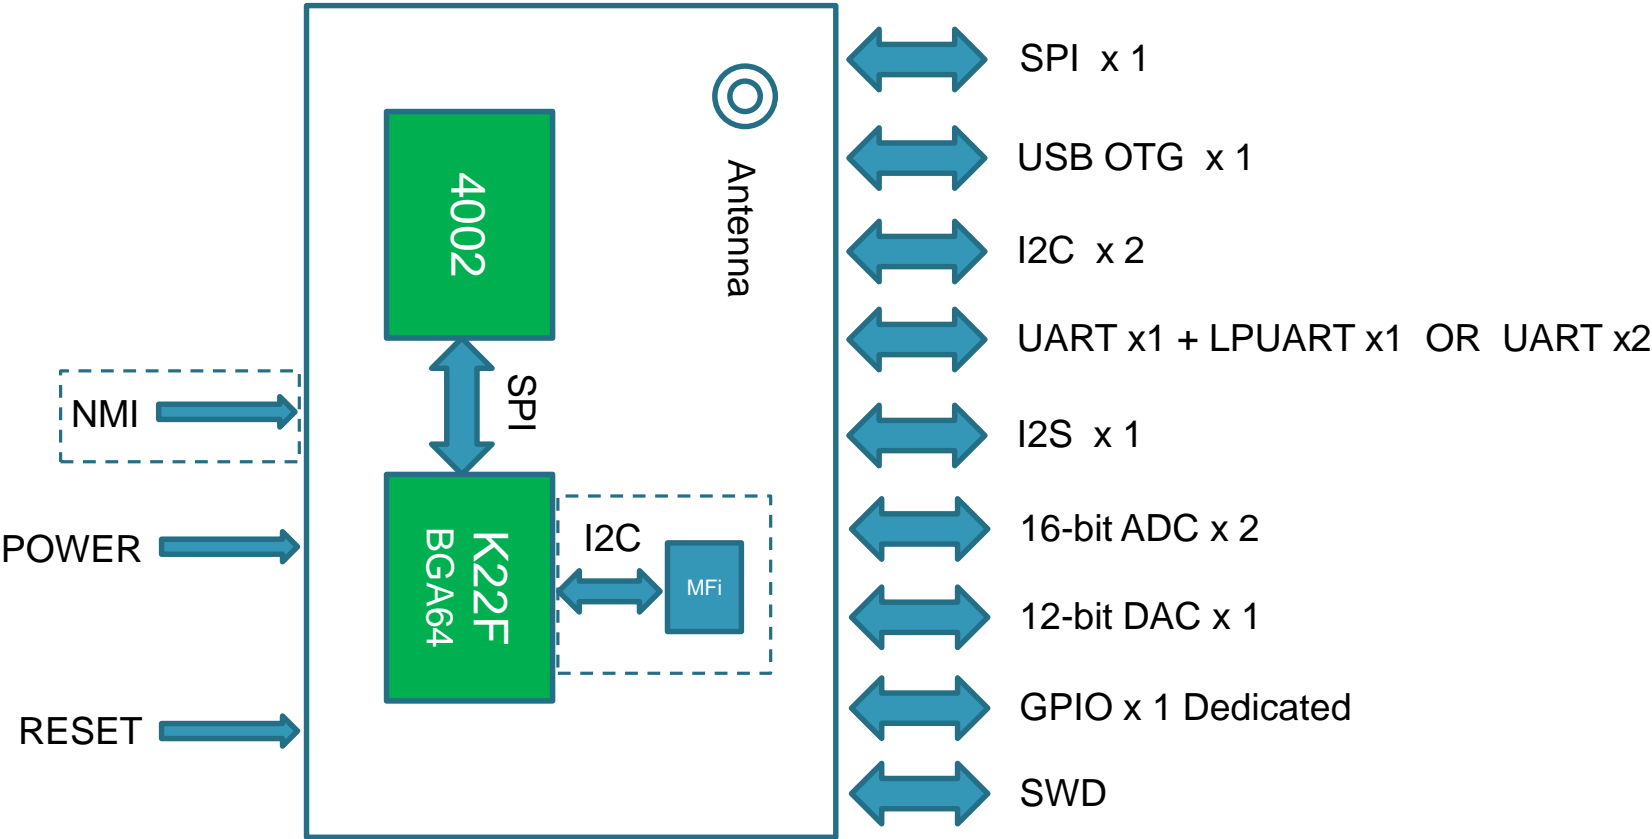 SPI x 1
USB OTG x 1
Antenna
4002
I2C x 2
UART x1 + LPUART x1 OR UART x2
SPI
NMI
I2S x 1
I2C
16-bit ADC x 2
POWER
K22F
BGA64
MFi
12-bit DAC x 1
GPIO x 1 Dedicated
RESET
SWD